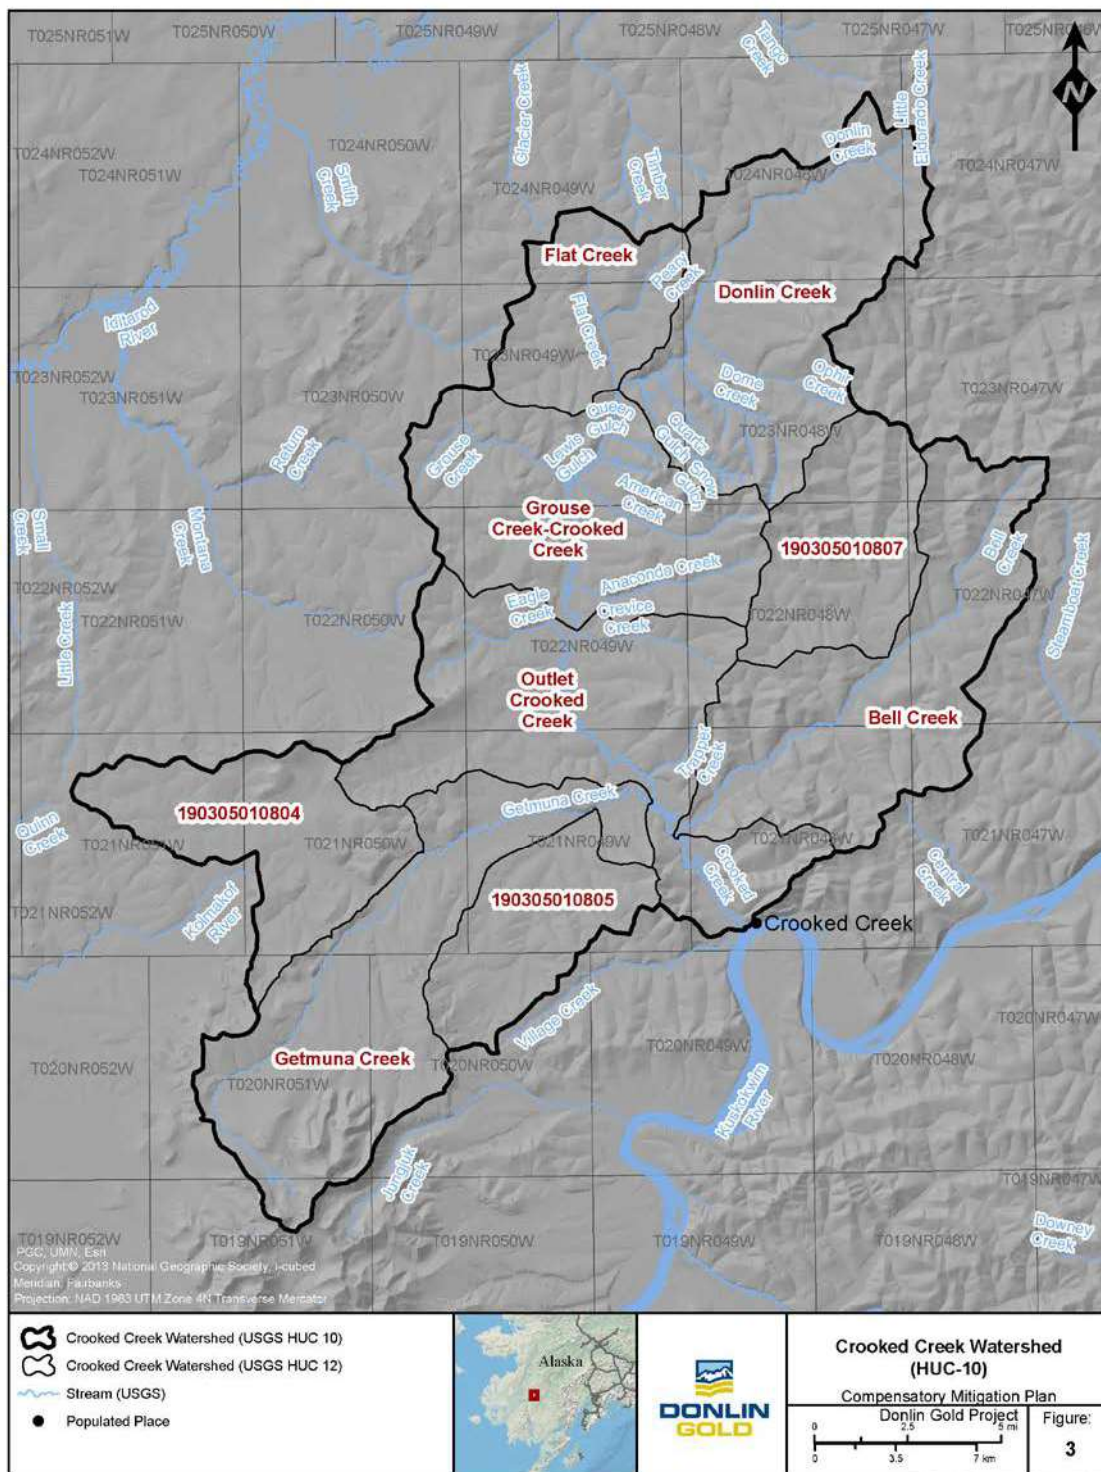 T025NR051W
T025NR050W
T025NR049W
T025NR048W
T025NR047W
T025NR046W
Tango
Creek
N
Glacier Creek
Little
Eldorado Creek
Donlin
Creek
T024NR052W
T024NR051W
T024NR050W
Smith
Creek
Timber
Creek
T024NR049W
T024NR048W
T024NR047W
Flat Creek
Peary
Creek
Donlin Creek
Iditarod
River
Flat Creek
T023NR049W
T023NR052W
T023NR051W
T023NR050W
Dome
Creek
Ophir
Creek
T023NR047W
Queen
Gulch
Quartz
Gulch
T023NR048W
Return
Creek
Grouse
Creek
Lewis
Gulch
Snow
Gulch
American
Creek
Grouse
Creek-Crooked
Creek
Small
Creek
Montana
Creek
190305010807
Bell
Creek
Steamboat Creek
Anaconda Creek
T022NR052W
T022NR051W
T022NR050W
Eagle
Creek
Crevice
Creek
T022NR048W
T022NR047W
Little Creek
T022NR049W
Outlet
Crooked
Creek
Bell Creek
Trapper
Creek
190305010804
Getmuna Creek
Quinn
Creek
T021NR051W
T021NR050W
T021NR049W
T021NR048W
T021NR047W
Crooked
Creek
Central
Creek
T021NR052W
Kolmakof
River
190305010805
Crooked Creek
Village Creek
T020NR047W
Getmuna Creek
T020NR052W
T020NR051W
T020NR050W
T020NR049W
T020NR048W
Kuskokwim
River
Jungjuk
Creek
T019NR047W
T019NR052W
T019NR051W
T019NR050W
T019NR049W
T019NR048W
Downey
Creek
PGC, UMN, Esri
Copyright:© 2013 National Geographic Society, i-cubed
Meridian: Fairbanks
Projection: NAD 1983 UTM Zone 4N Transverse Mercator
Crooked Creek Watershed (USGS HUC 10)
Crooked Creek Watershed (USGS HUC 12)
Stream (USGS)
Populated Place
Alaska
DONLIN
GOLD
Crooked Creek Watershed
(HUC-10)
Compensatory Mitigation Plan
Donlin Gold Project
0 2.5 5 mi
0 3.5 7 km
Figure:
3